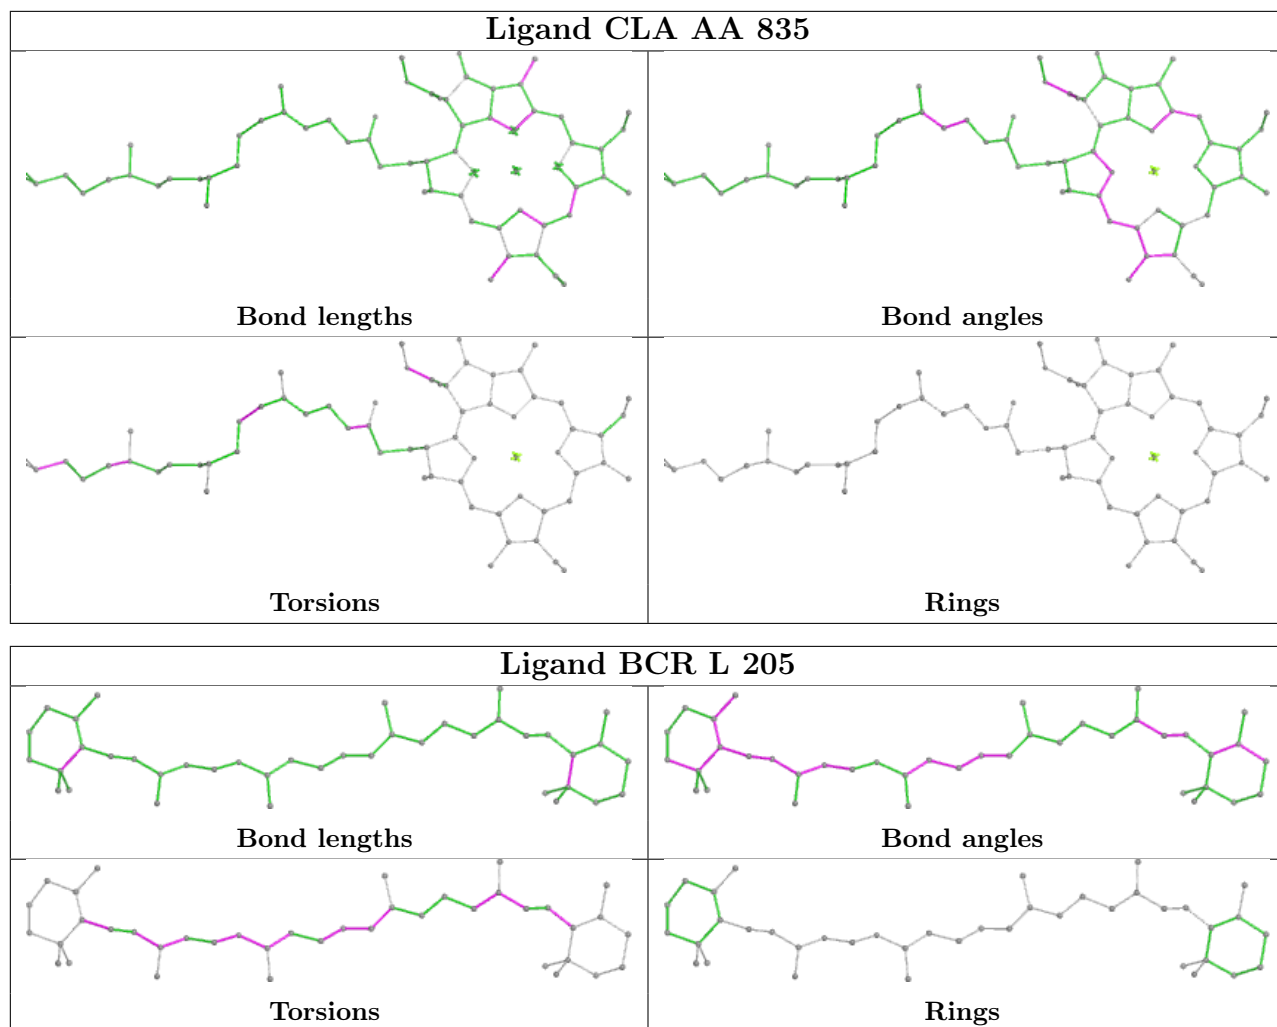 Ligand CLA AA 835
Bond lengths
Bond angles
Torsions
Rings
Ligand BCR L 205
Bond lengths
Bond angles
Torsions
Rings